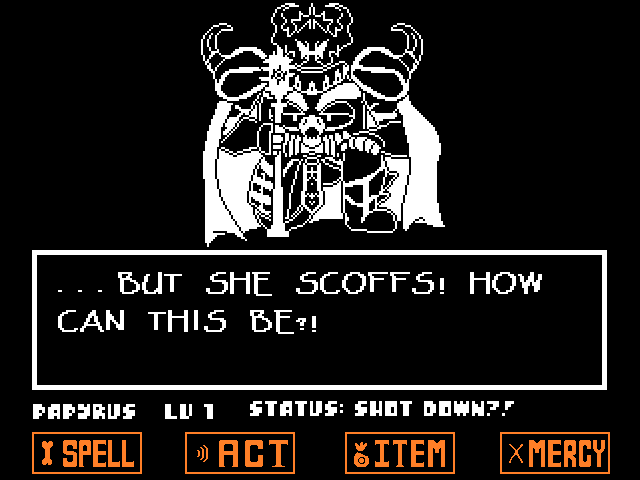 ...BUT SHE SCOFFS! HOW
CAN THIS BE?!
PAPYRUS LV 1 STATUS: SHOT DOWN?!
SPELL ACT ITEM MERCY